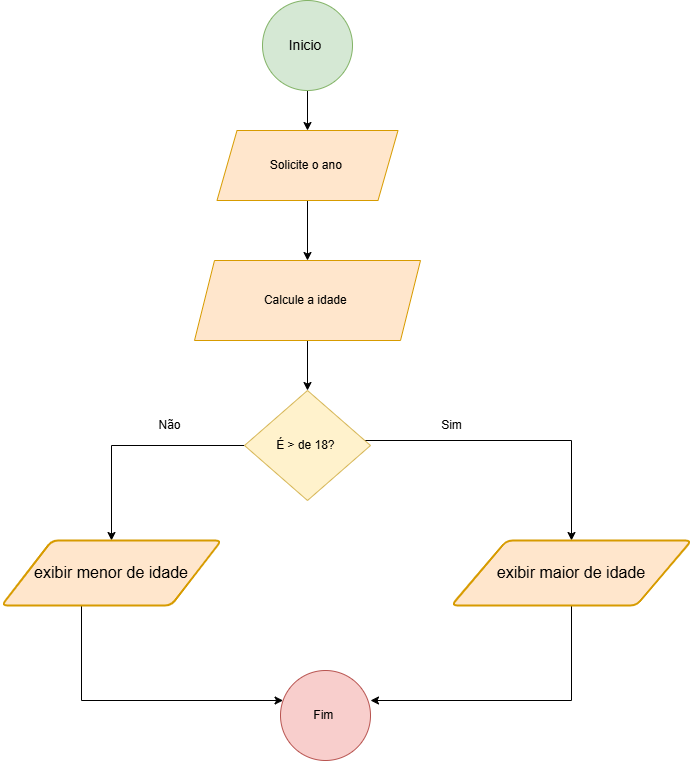 Inicio
Solicite o ano
Calcule a idade
Não
É > de 18?
Sim
exibir menor de idade
exibir maior de idade
Fim